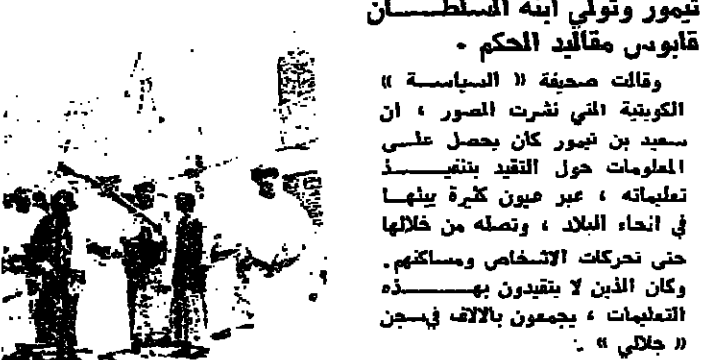 تيمور وتولي ابنه السلطان
قابوس مقاليد الحكم .
وقالت صحيفة « السياسة »
الكويتية التي نشرت الصور ، ان
سعيد بن تيمور كان يحصل على
المعلومات حول التقيد بتنفيذ
تعليماته ، عبر عيون كثيرة بينها
في انحاء البلاد ، وتصله من خلالها
حتى تحركات الاشخاص ومساكنهم .
وكان الذين لا يتقيدون بهذه
التعليمات ، يجمعون بالالاف في سجن
« جلالي » .